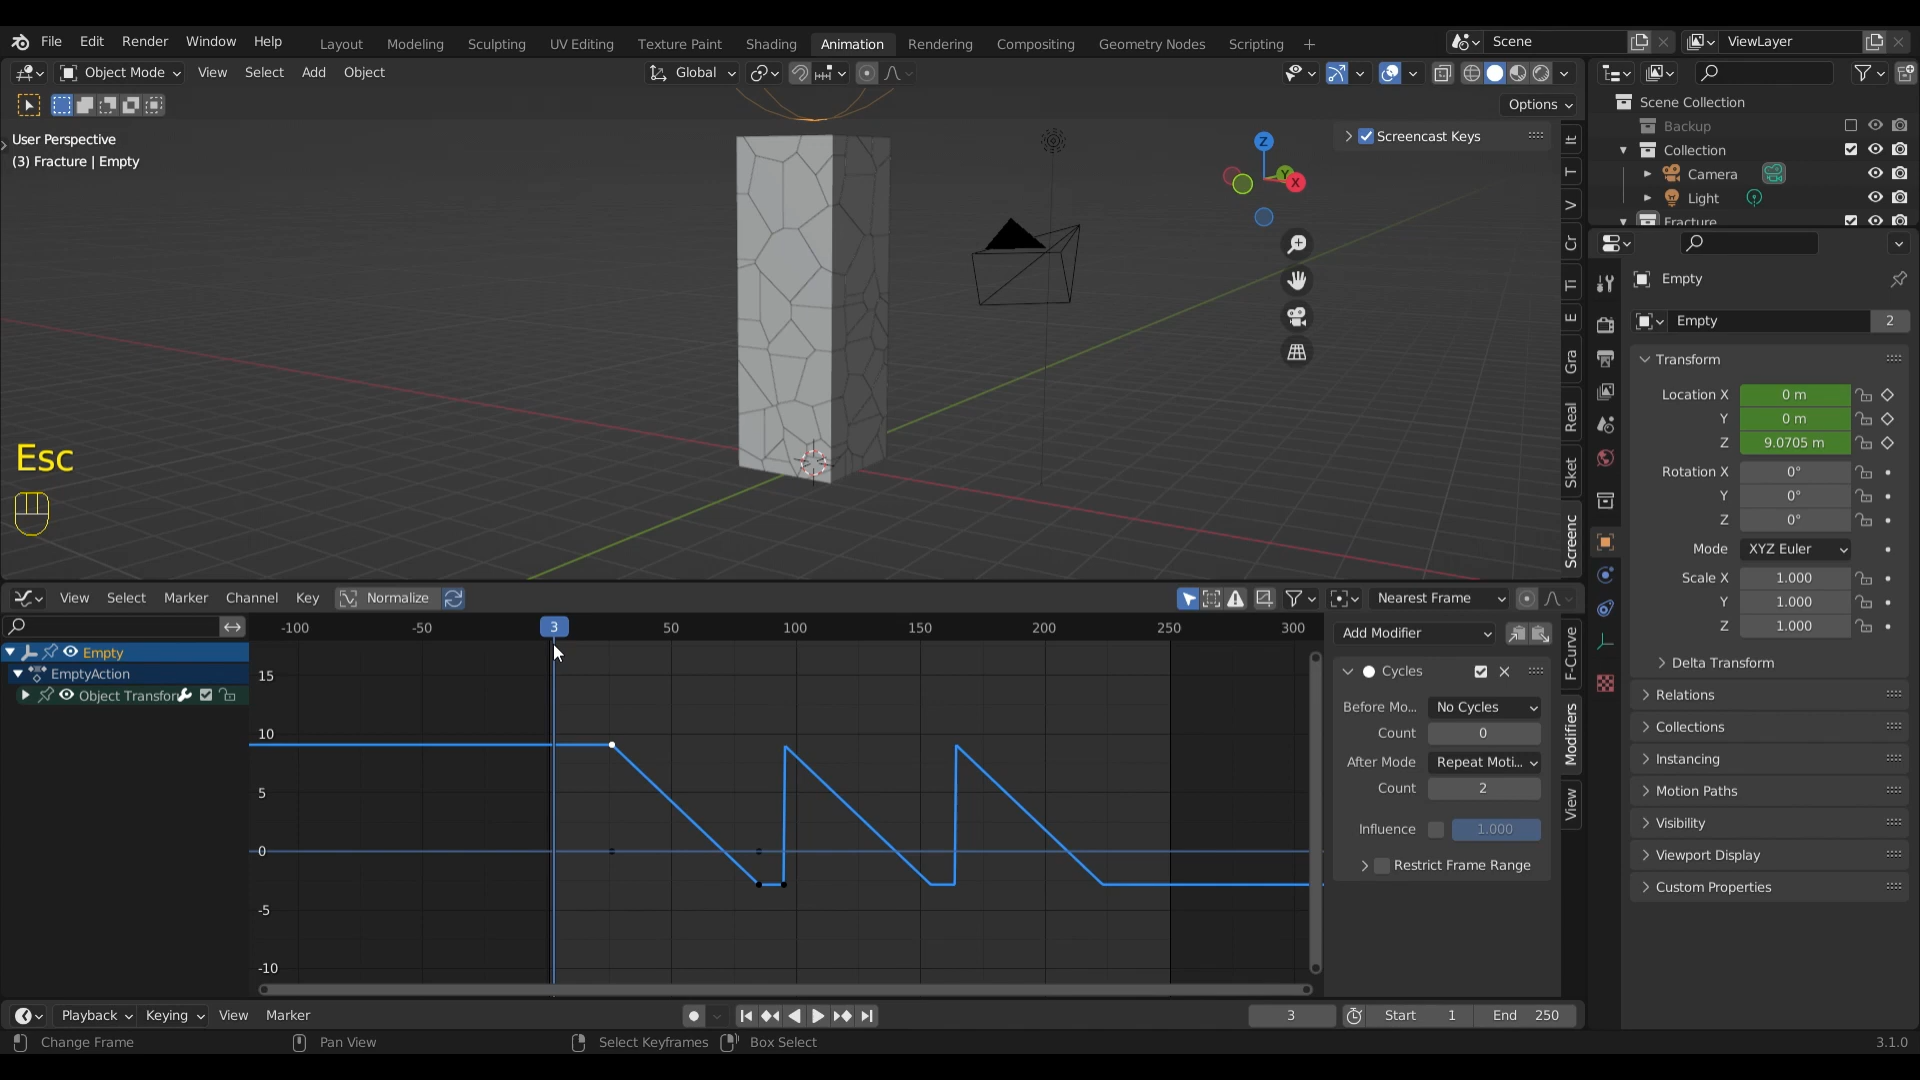 File Edit Render Window Help Layout Modeling Sculpting UV Editing Texture Paint Shading Animation Rendering Compositing Geometry Nodes Scripting + Scene ViewLayer
Object Mode View Select Add Object Global
Options
User Perspective
(3) Fracture | Empty
Screencast Keys
Z
Y
X
It
T
V
Cr
Ti
E
Gra
Real
Sket
Screenc
Esc
Scene Collection
Backup
Collection
Camera
Light
Fracture
Empty
Empty 2
Transform
Location X 0 m
Y 0 m
Z 9.0705 m
Rotation X 0°
Y 0°
Z 0°
Mode XYZ Euler
Scale X 1.000
Y 1.000
Z 1.000
Delta Transform
Relations
Collections
Instancing
Motion Paths
Visibility
Viewport Display
Custom Properties
View Select Marker Channel Key Normalize Nearest Frame
-100 -50 3 50 100 150 200 250 300
Empty
EmptyAction
Object Transfor
15
10
5
0
-5
-10
Add Modifier
Cycles
Before Mo... No Cycles
Count 0
After Mode Repeat Moti...
Count 2
Influence 1.000
Restrict Frame Range
F-Curve
Modifiers
View
Playback Keying View Marker 3 Start 1 End 250
Change Frame Pan View Select Keyframes Box Select 3.1.0